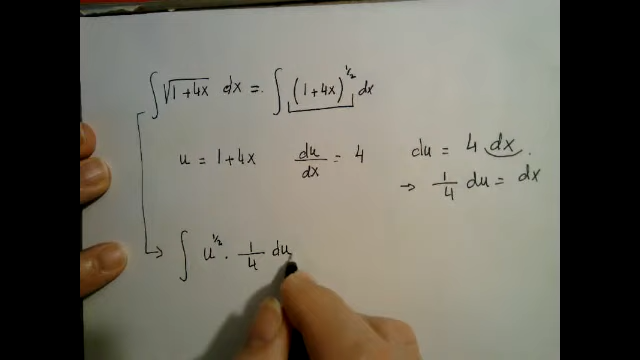 ∫ √(1+4x) dx = ∫ (1+4x)^{1/2} dx
u = 1+4x   du/dx = 4   du = 4 dx.
→ 1/4 du = dx
∫ u^{1/2} · 1/4 du